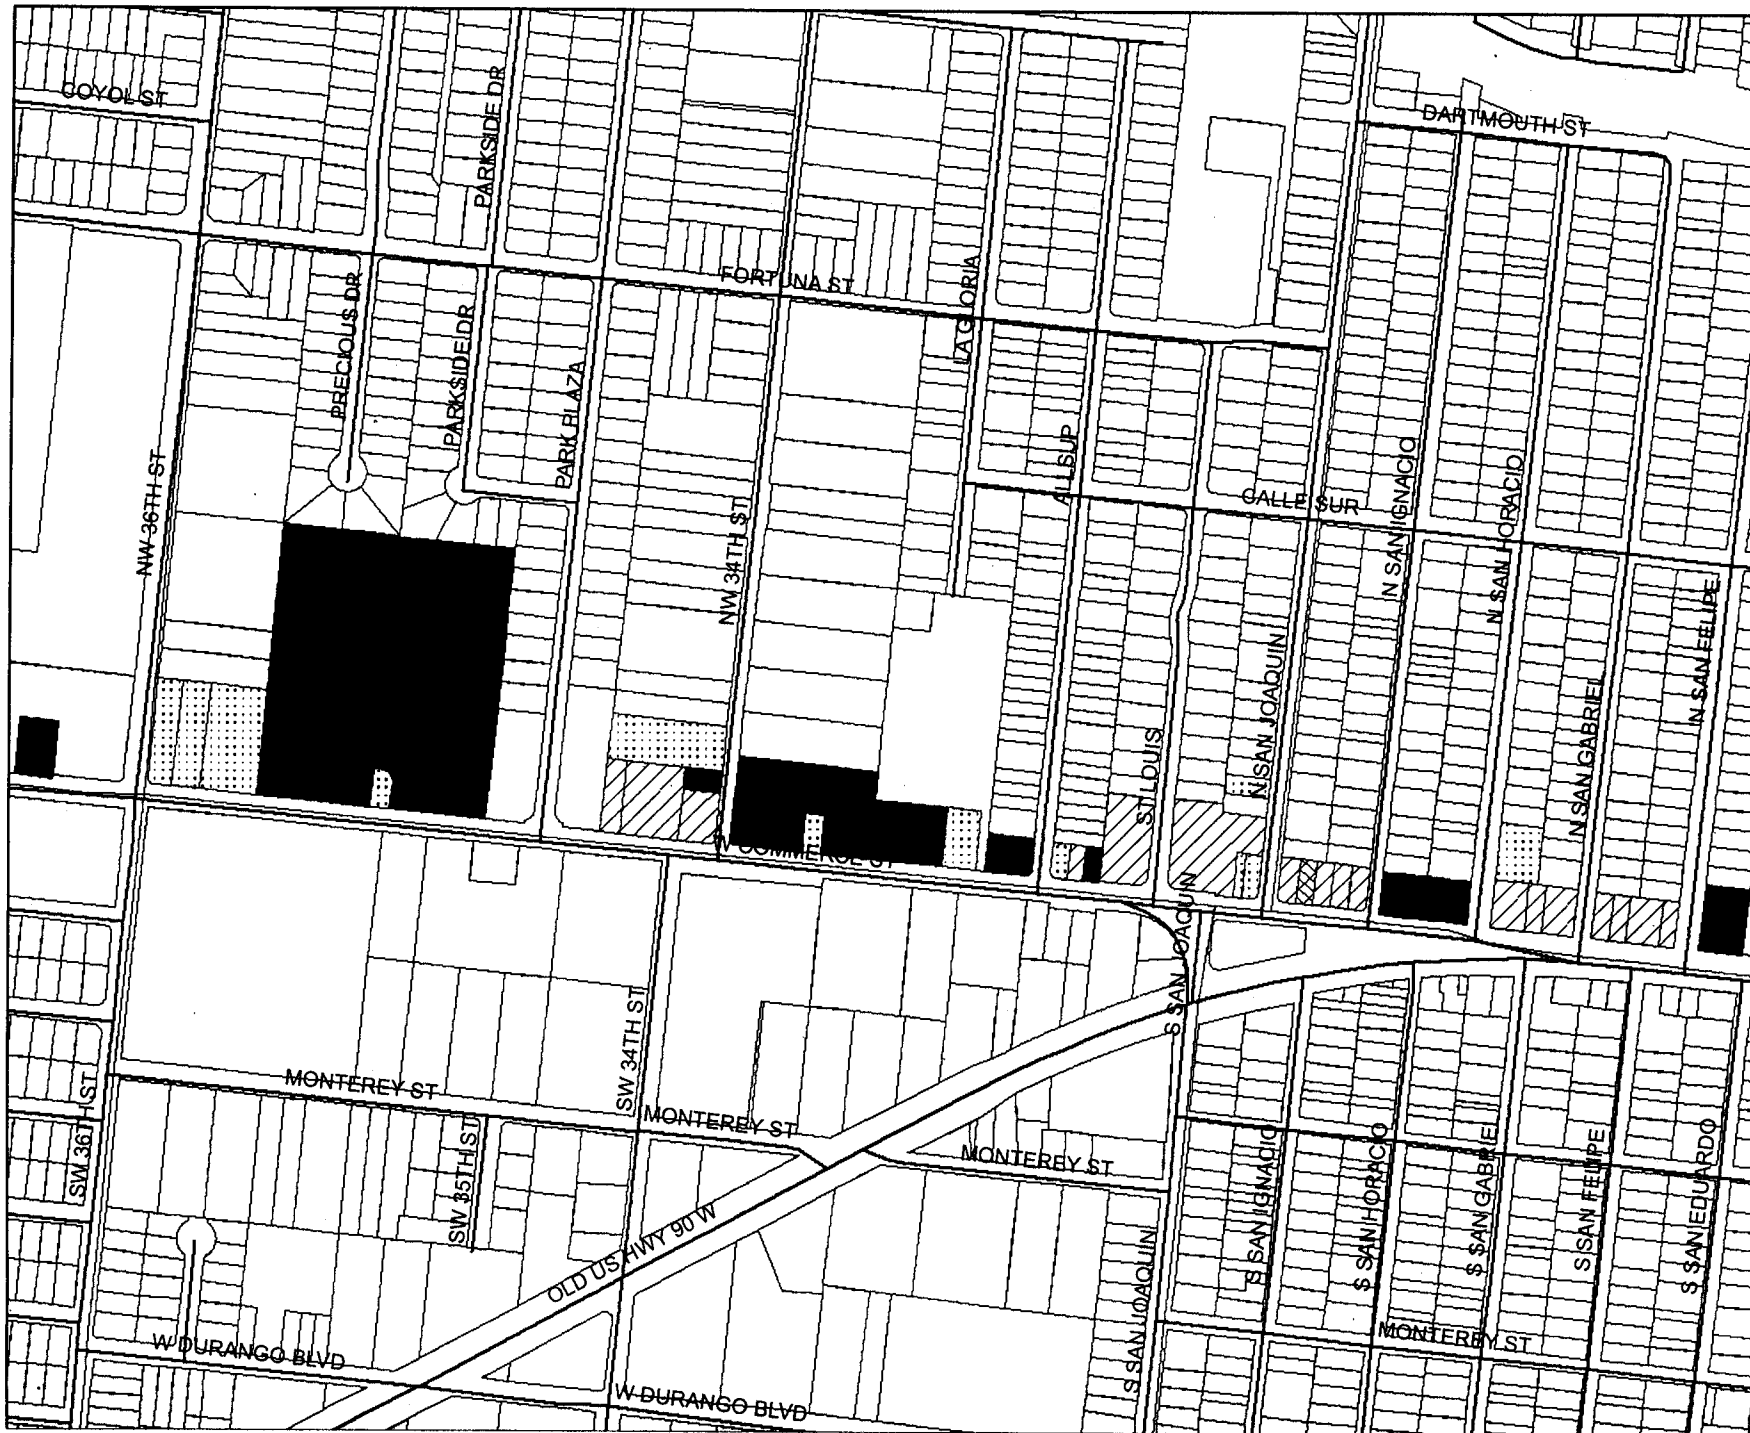 COYOL ST
PARKSIDE DR
DARTMOUTH ST
FORTUNA ST
LA GLORIA
PRECIOUS DR
PARKSIDE DR
PARK PLAZA
NW 36TH ST
NW 34TH ST
ALLSUP
CALLE SUR
N SAN IGNACIO
N SAN HORACIO
N SAN JOAQUIN
ST LOUIS
N SAN GABRIEL
N SAN FELIPE
W COMMERCE ST
S SAN JOAQUIN
SW 34TH ST
MONTEREY ST
MONTEREY ST
MONTEREY ST
SW 36TH ST
SW 35TH ST
S SAN IGNACIO
S SAN HORACIO
S SAN GABRIEL
S SAN FELIPE
S SAN EDUARDO
OLD US HWY 90 W
S SAN JOAQUIN
MONTEREY ST
W DURANGO BLVD
W DURANGO BLVD